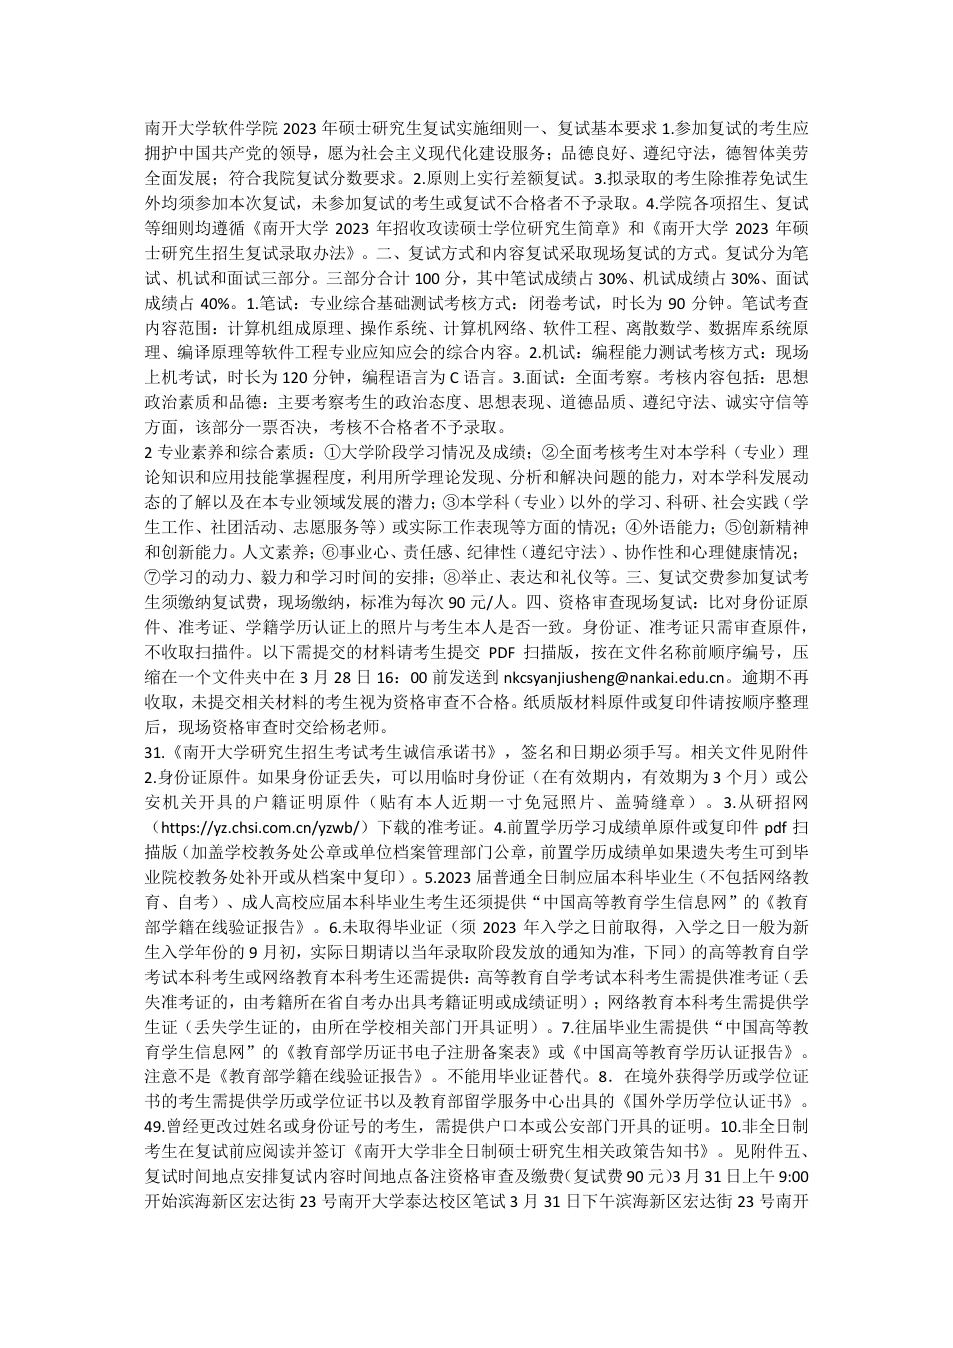 南开大学软件学院 2023 年硕士研究生复试实施细则一、复试基本要求 1.参加复试的考生应
拥护中国共产党的领导，愿为社会主义现代化建设服务；品德良好、遵纪守法，德智体美劳
全面发展；符合我院复试分数要求。2.原则上实行差额复试。3.拟录取的考生除推荐免试生
外均须参加本次复试，未参加复试的考生或复试不合格者不予录取。4.学院各项招生、复试
等细则均遵循《南开大学 2023 年招收攻读硕士学位研究生简章》和《南开大学 2023 年硕
士研究生招生复试录取办法》。二、复试方式和内容复试采取现场复试的方式。复试分为笔
试、机试和面试三部分。三部分合计 100 分，其中笔试成绩占 30%、机试成绩占 30%、面试
成绩占 40%。1.笔试：专业综合基础测试考核方式：闭卷考试，时长为 90 分钟。笔试考查
内容范围：计算机组成原理、操作系统、计算机网络、软件工程、离散数学、数据库系统原
理、编译原理等软件工程专业应知应会的综合内容。2.机试：编程能力测试考核方式：现场
上机考试，时长为 120 分钟，编程语言为 C 语言。3.面试：全面考察。考核内容包括：思想
政治素质和品德：主要考察考生的政治态度、思想表现、道德品质、遵纪守法、诚实守信等
方面，该部分一票否决，考核不合格者不予录取。
2 专业素养和综合素质：①大学阶段学习情况及成绩；②全面考核考生对本学科（专业）理
论知识和应用技能掌握程度，利用所学理论发现、分析和解决问题的能力，对本学科发展动
态的了解以及在本专业领域发展的潜力；③本学科（专业）以外的学习、科研、社会实践（学
生工作、社团活动、志愿服务等）或实际工作表现等方面的情况；④外语能力；⑤创新精神
和创新能力。人文素养；⑥事业心、责任感、纪律性（遵纪守法）、协作性和心理健康情况；
⑦学习的动力、毅力和学习时间的安排；⑧举止、表达和礼仪等。三、复试交费参加复试考
生须缴纳复试费，现场缴纳，标准为每次 90 元/人。四、资格审查现场复试：比对身份证原
件、准考证、学籍学历认证上的照片与考生本人是否一致。身份证、准考证只需审查原件，
不收取扫描件。以下需提交的材料请考生提交 PDF 扫描版，按在文件名称前顺序编号，压
缩在一个文件夹中在 3 月 28 日 16：00 前发送到 nkcsyanjiusheng@nankai.edu.cn。逾期不再
收取，未提交相关材料的考生视为资格审查不合格。纸质版材料原件或复印件请按顺序整理
后，现场资格审查时交给杨老师。
31.《南开大学研究生招生考试考生诚信承诺书》，签名和日期必须手写。相关文件见附件
2.身份证原件。如果身份证丢失，可以用临时身份证（在有效期内，有效期为 3 个月）或公
安机关开具的户籍证明原件（贴有本人近期一寸免冠照片、盖骑缝章）。3.从研招网
（https://yz.chsi.com.cn/yzwb/）下载的准考证。4.前置学历学习成绩单原件或复印件 pdf 扫
描版（加盖学校教务处公章或单位档案管理部门公章，前置学历成绩单如果遗失考生可到毕
业院校教务处补开或从档案中复印）。5.2023 届普通全日制应届本科毕业生（不包括网络教
育、自考）、成人高校应届本科毕业生考生还须提供“中国高等教育学生信息网”的《教育
部学籍在线验证报告》。6.未取得毕业证（须 2023 年入学之日前取得，入学之日一般为新
生入学年份的 9 月初，实际日期请以当年录取阶段发放的通知为准，下同）的高等教育自学
考试本科考生或网络教育本科考生还需提供：高等教育自学考试本科考生需提供准考证（丢
失准考证的，由考籍所在省自考办出具考籍证明或成绩证明）；网络教育本科考生需提供学
生证（丢失学生证的，由所在学校相关部门开具证明）。7.往届毕业生需提供“中国高等教
育学生信息网”的《教育部学历证书电子注册备案表》或《中国高等教育学历认证报告》。
注意不是《教育部学籍在线验证报告》。不能用毕业证替代。8．在境外获得学历或学位证
书的考生需提供学历或学位证书以及教育部留学服务中心出具的《国外学历学位认证书》。
49.曾经更改过姓名或身份证号的考生，需提供户口本或公安部门开具的证明。10.非全日制
考生在复试前应阅读并签订《南开大学非全日制硕士研究生相关政策告知书》。见附件五、
复试时间地点安排复试内容时间地点备注资格审查及缴费（复试费 90 元）3 月 31 日上午 9:00
开始滨海新区宏达街 23 号南开大学泰达校区笔试 3 月 31 日下午滨海新区宏达街 23 号南开